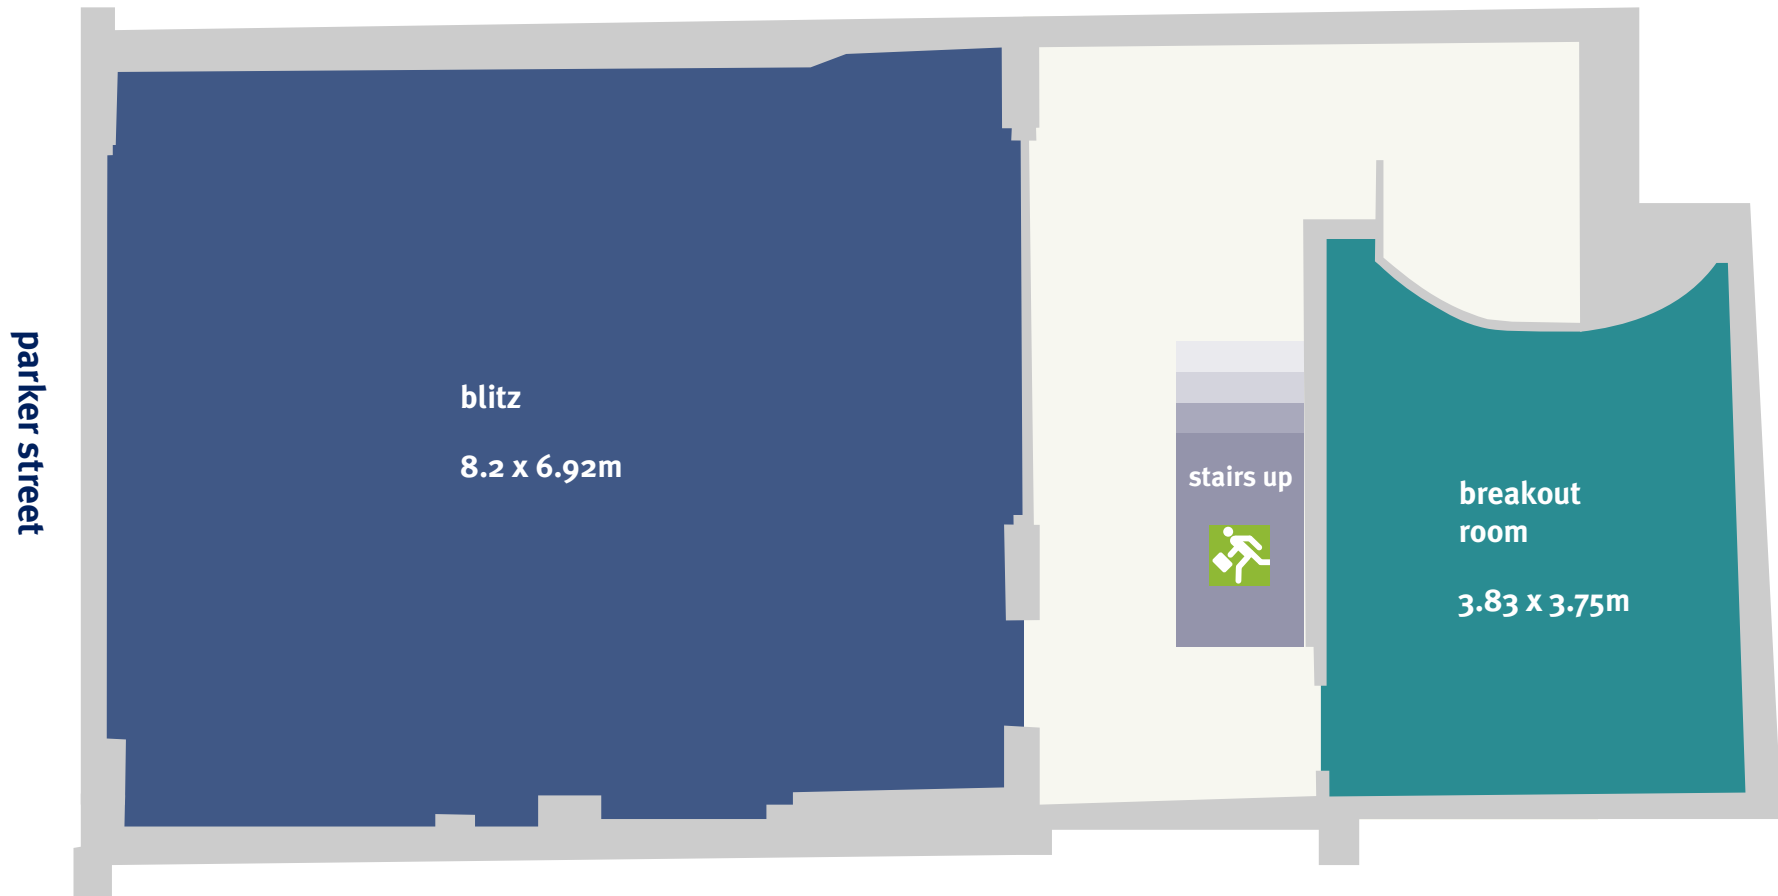 parker street
blitz
8.2 x 6.92m
stairs up
breakout
room
3.83 x 3.75m